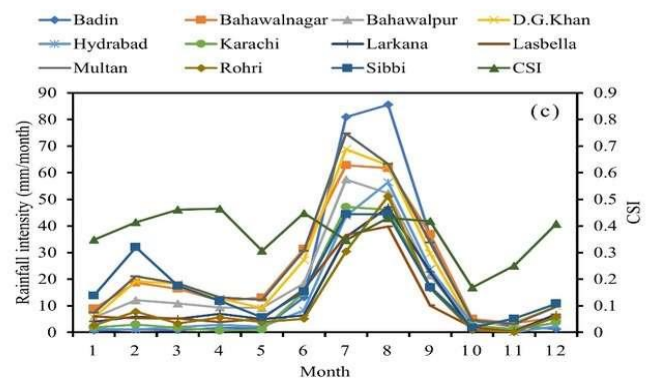 Badin Bahawalnagar Bahawalpur D.G.Khan
Hydrabad Karachi Larkana Lasbella
Multan Rohri Sibbi CSI
(c)
Rainfall intensity (mm/month)
90
80
70
60
50
40
30
20
10
0
CSI
0.9
0.8
0.7
0.6
0.5
0.4
0.3
0.2
0.1
0
1 2 3 4 5 6 7 8 9 10 11 12
Month